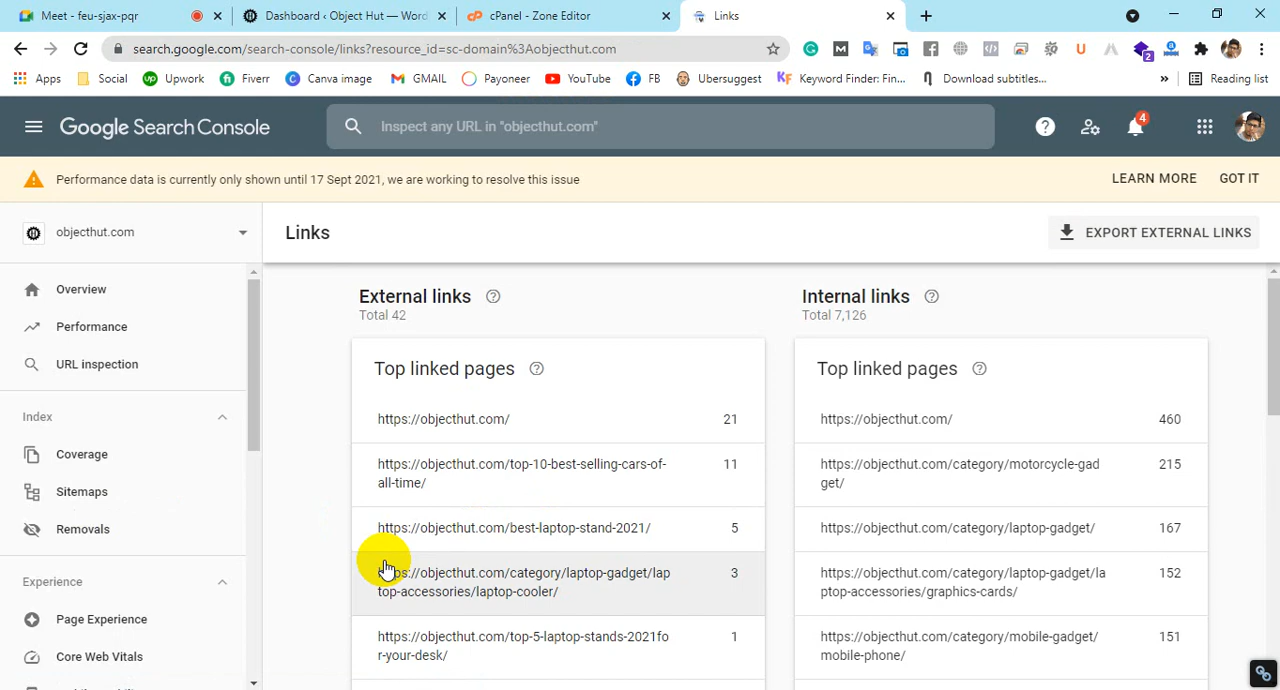 Meet - feu-sjax-pqr
Dashboard ‹ Object Hut — Word
cPanel - Zone Editor
Links
search.google.com/search-console/links?resource_id=sc-domain%3Aobjecthut.com
Apps
Social
Upwork
Fiverr
Canva image
GMAIL
Payoneer
YouTube
FB
Ubersuggest
Keyword Finder: Fin...
Download subtitles...
»
Reading list
Google Search Console
Inspect any URL in "objecthut.com"
4
Performance data is currently only shown until 17 Sept 2021, we are working to resolve this issue
LEARN MORE
GOT IT
objecthut.com
Links
EXPORT EXTERNAL LINKS
Overview
Performance
URL inspection
Index
Coverage
Sitemaps
Removals
Experience
Page Experience
Core Web Vitals
External links
Total 42
Top linked pages
https://objecthut.com/ 21
https://objecthut.com/top-10-best-selling-cars-of-
all-time/ 11
https://objecthut.com/best-laptop-stand-2021/ 5
https://objecthut.com/category/laptop-gadget/lap
top-accessories/laptop-cooler/ 3
https://objecthut.com/top-5-laptop-stands-2021fo
r-your-desk/ 1
Internal links
Total 7,126
Top linked pages
https://objecthut.com/ 460
https://objecthut.com/category/motorcycle-gad
get/ 215
https://objecthut.com/category/laptop-gadget/ 167
https://objecthut.com/category/laptop-gadget/la
ptop-accessories/graphics-cards/ 152
https://objecthut.com/category/mobile-gadget/
mobile-phone/ 151